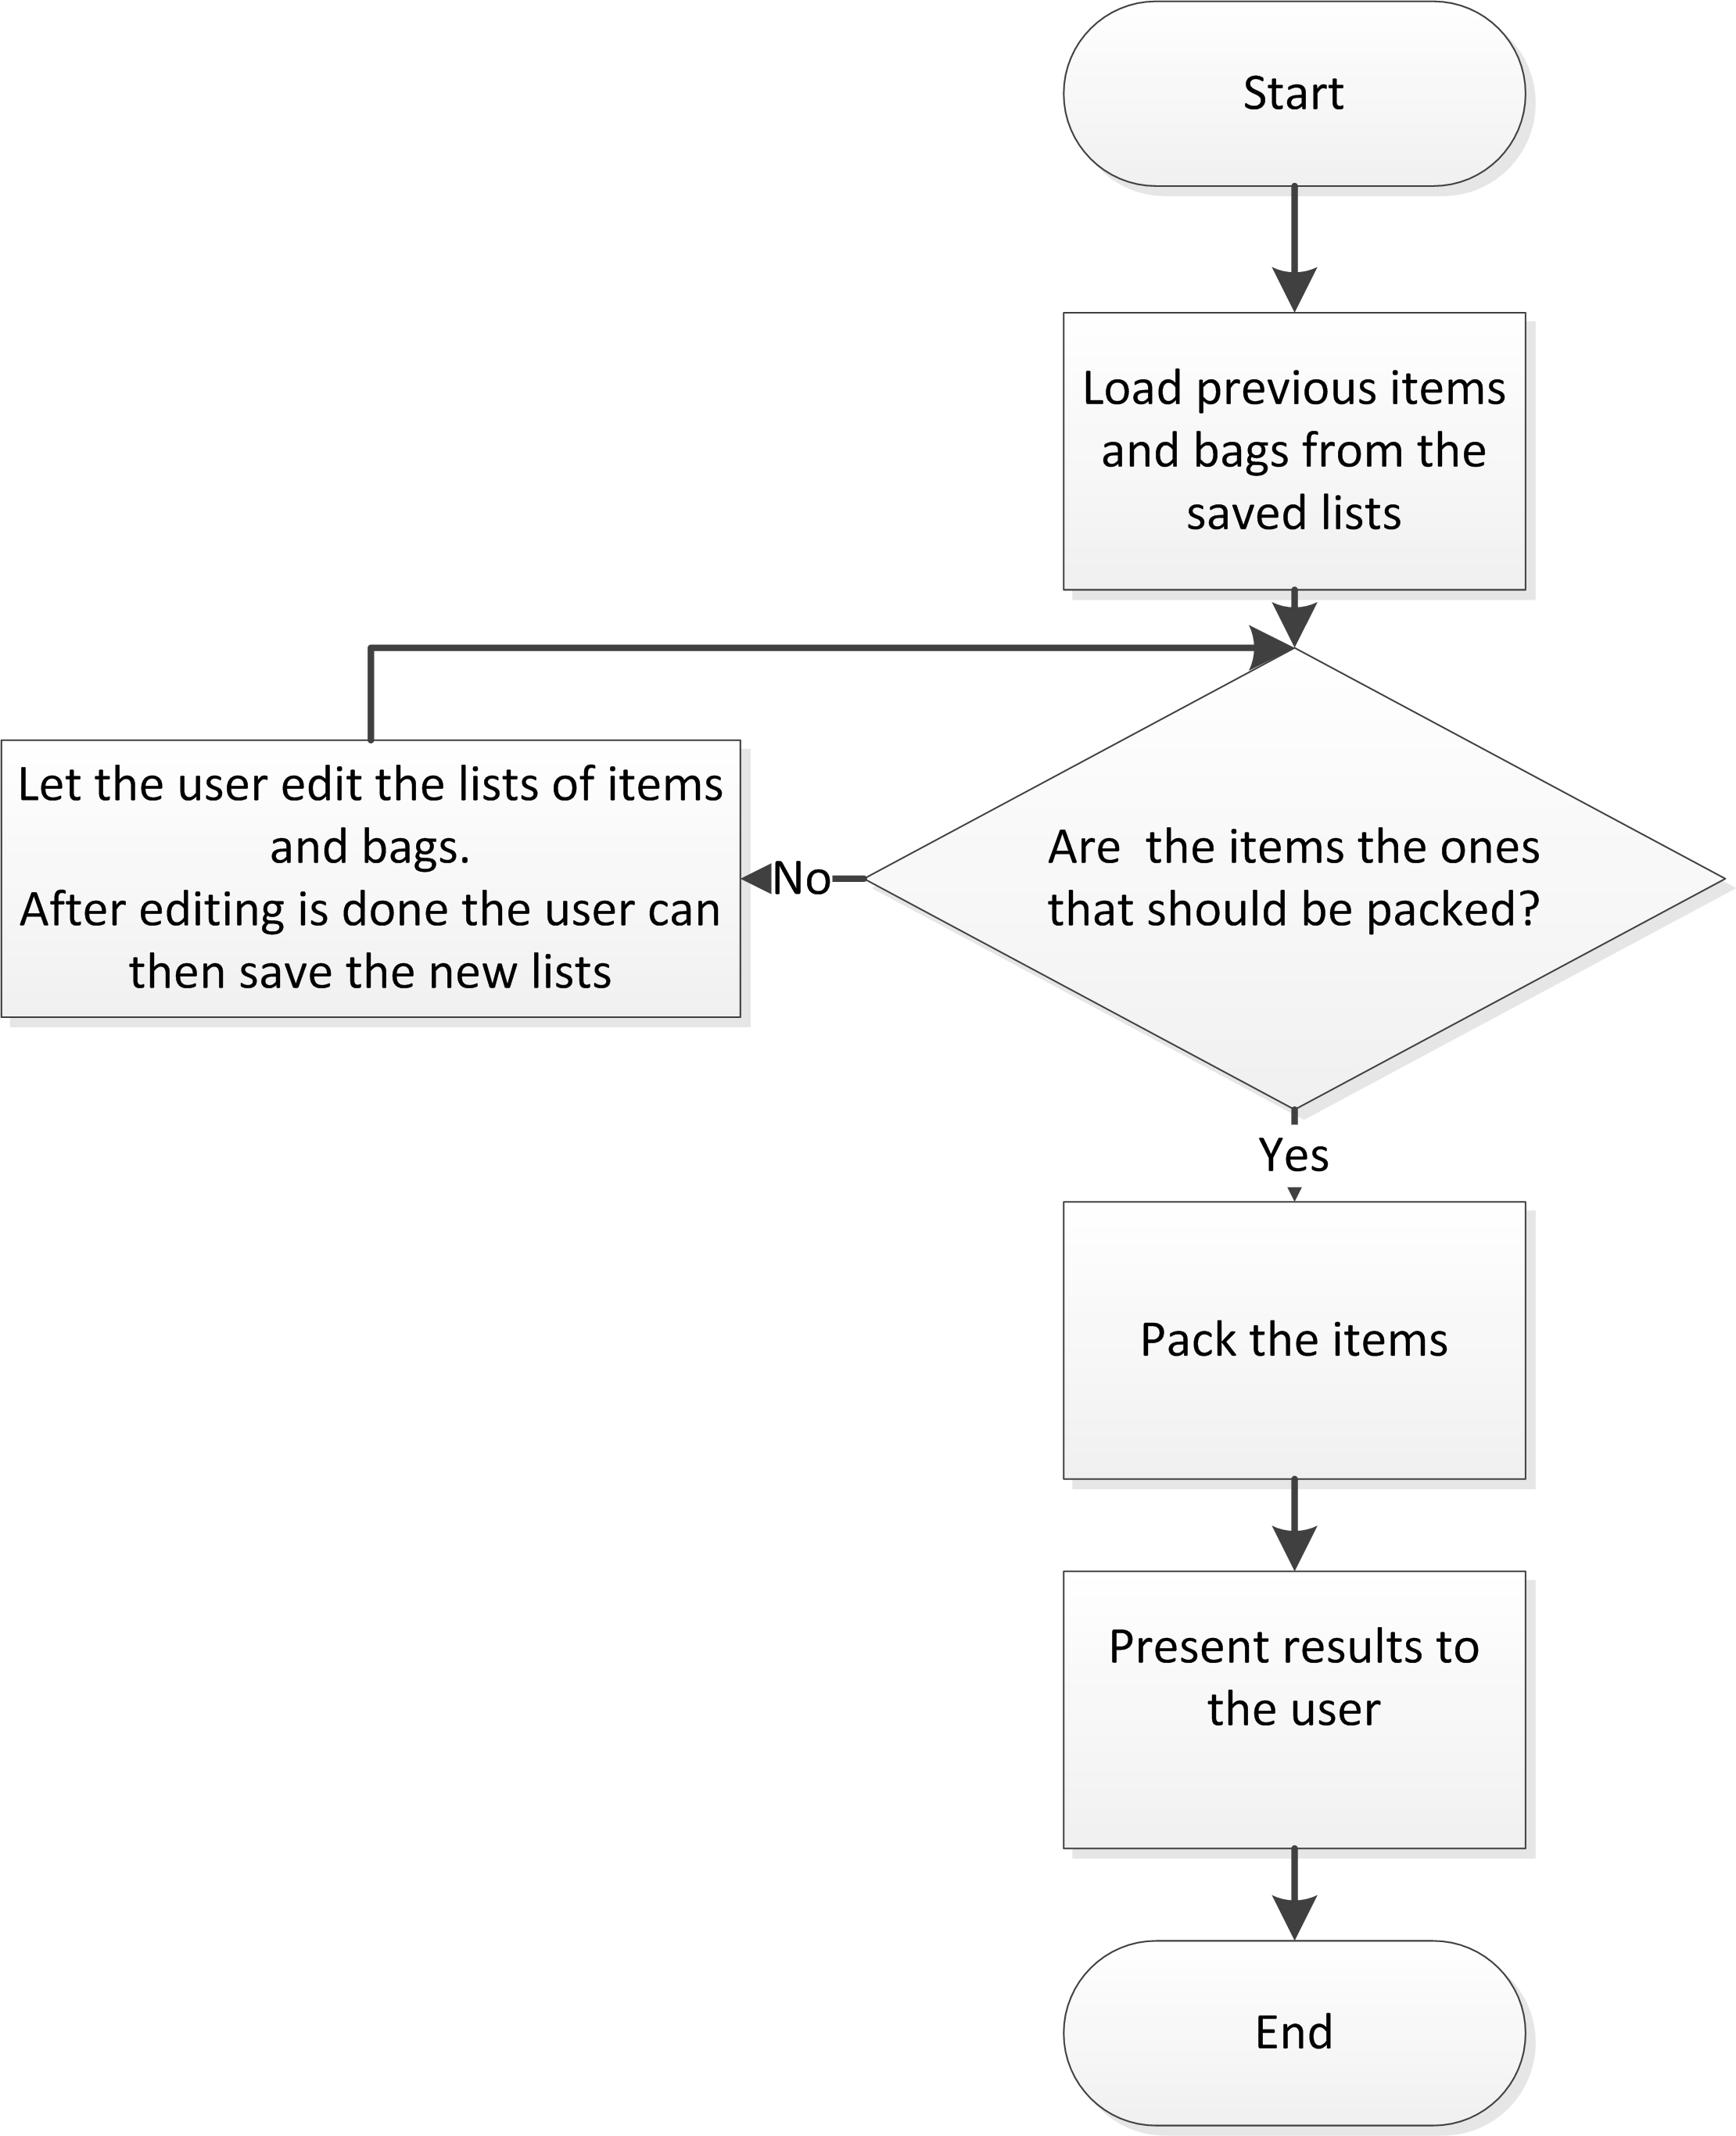 Start
Load previous items
and bags from the
saved lists
Let the user edit the lists of items
and bags.
After editing is done the user can
then save the new lists
No
Are  the items the ones
that should be packed?
Yes
Pack the items
Present results to
the user
End